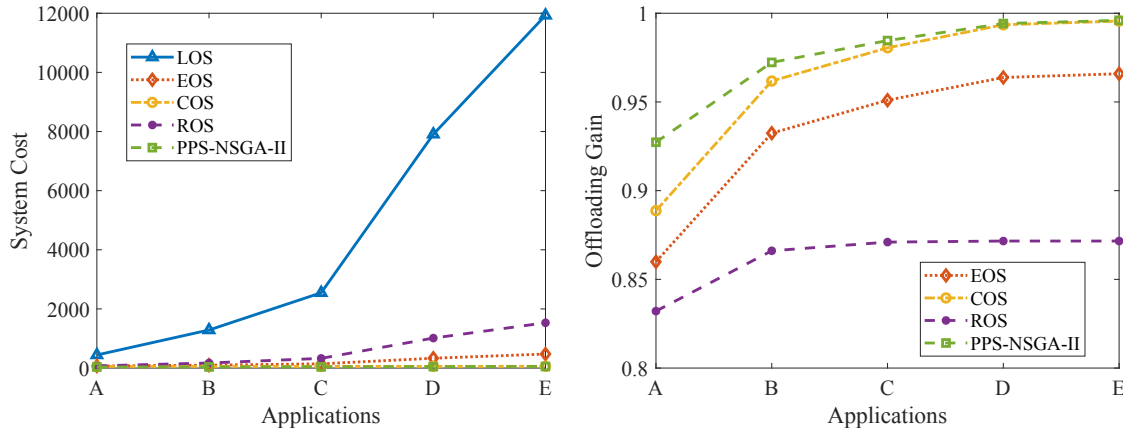 12000
10000
8000
6000
4000
2000
0
System Cost
LOS
EOS
COS
ROS
PPS-NSGA-II
A B C D E
Applications
1
0.95
0.9
0.85
0.8
Offloading Gain
EOS
COS
ROS
PPS-NSGA-II
A B C D E
Applications